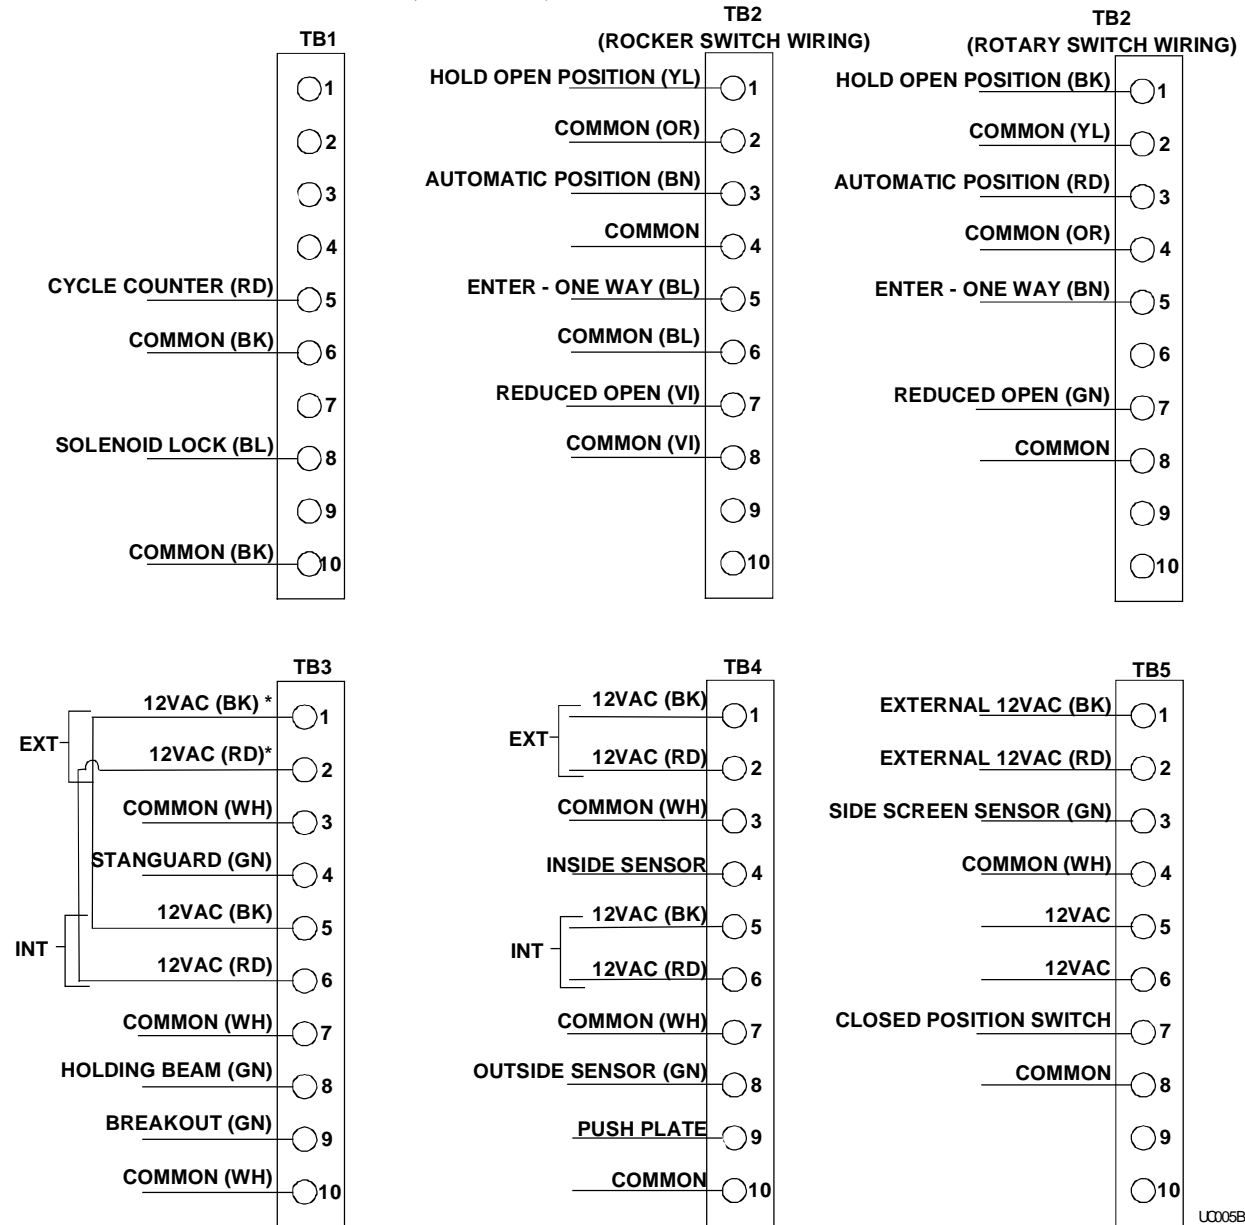 TB1
1
2
3
4
CYCLE COUNTER (RD) 5
COMMON (BK) 6
7
SOLENOID LOCK (BL) 8
9
COMMON (BK) 10
TB2
(ROCKER SWITCH WIRING)
HOLD OPEN POSITION (YL) 1
COMMON (OR) 2
AUTOMATIC POSITION (BN) 3
COMMON 4
ENTER - ONE WAY (BL) 5
COMMON (BL) 6
REDUCED OPEN (VI) 7
COMMON (VI) 8
9
10
TB2
(ROTARY SWITCH WIRING)
HOLD OPEN POSITION (BK) 1
COMMON (YL) 2
AUTOMATIC POSITION (RD) 3
COMMON (OR) 4
ENTER - ONE WAY (BN) 5
6
REDUCED OPEN (GN) 7
COMMON 8
9
10
TB3
EXT
12VAC (BK) * 1
12VAC (RD)* 2
COMMON (WH) 3
STANGUARD (GN) 4
INT
12VAC (BK) 5
12VAC (RD) 6
COMMON (WH) 7
HOLDING BEAM (GN) 8
BREAKOUT (GN) 9
COMMON (WH) 10
TB4
EXT
12VAC (BK) 1
12VAC (RD) 2
COMMON (WH) 3
INSIDE SENSOR 4
INT
12VAC (BK) 5
12VAC (RD) 6
COMMON (WH) 7
OUTSIDE SENSOR (GN) 8
PUSH PLATE 9
COMMON 10
TB5
EXTERNAL 12VAC (BK) 1
EXTERNAL 12VAC (RD) 2
SIDE SCREEN SENSOR (GN) 3
COMMON (WH) 4
12VAC 5
12VAC 6
CLOSED POSITION SWITCH 7
COMMON 8
9
10
UC005B